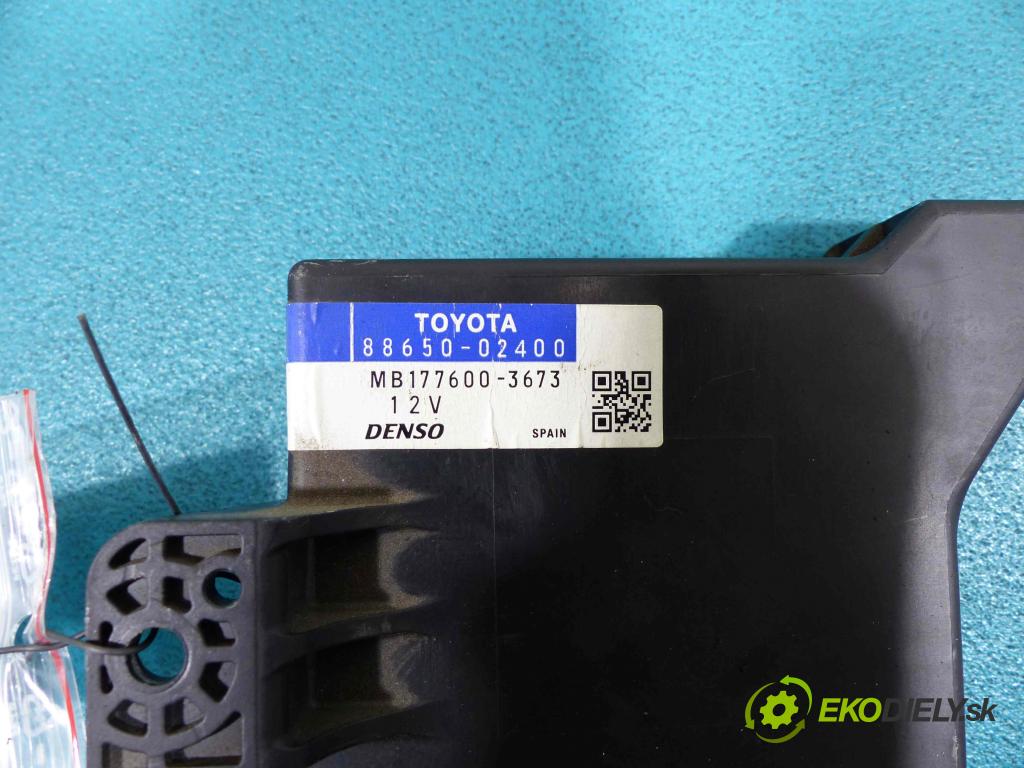 TOYOTA
88650-02400
MB177600-3673
12V
DENSO SPAIN
EKODIELY.sk